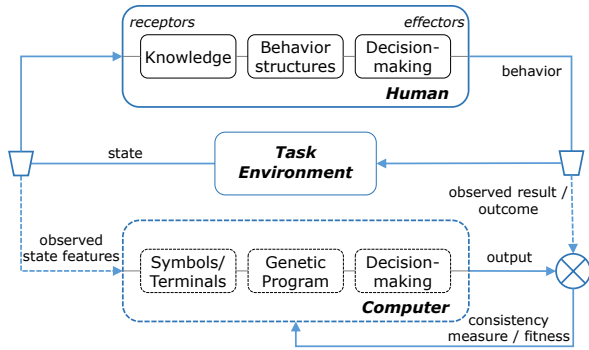 receptors
effectors
Knowledge
Behavior
structures
Decision-
making
Human
behavior
state
Task
Environment
observed result /
outcome
observed
state features
Symbols/
Terminals
Genetic
Program
Decision-
making
Computer
output
consistency
measure / fitness